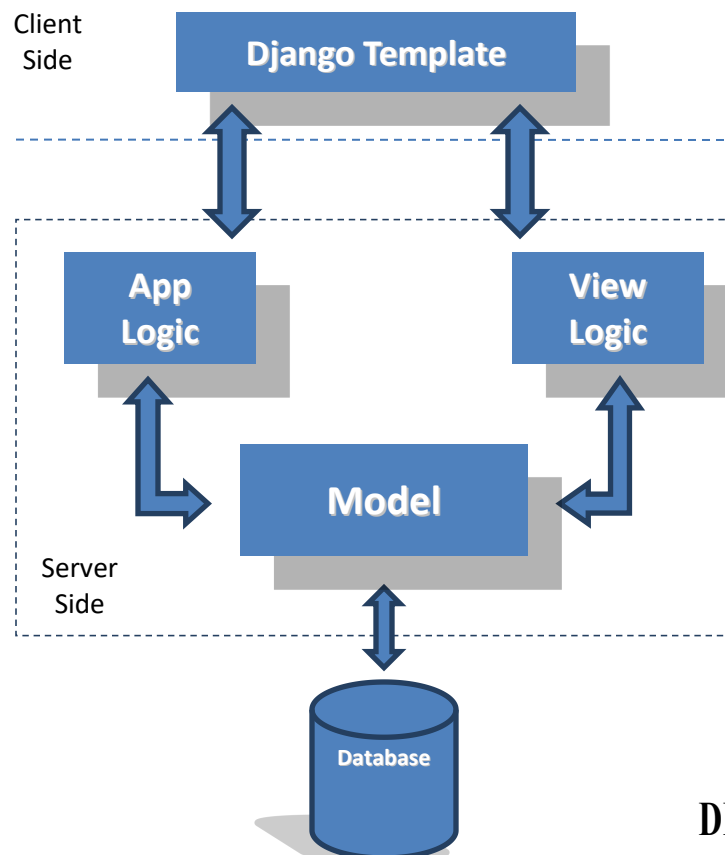 Client
Side
Django Template
App
Logic
View
Logic
Model
Server
Side
Database